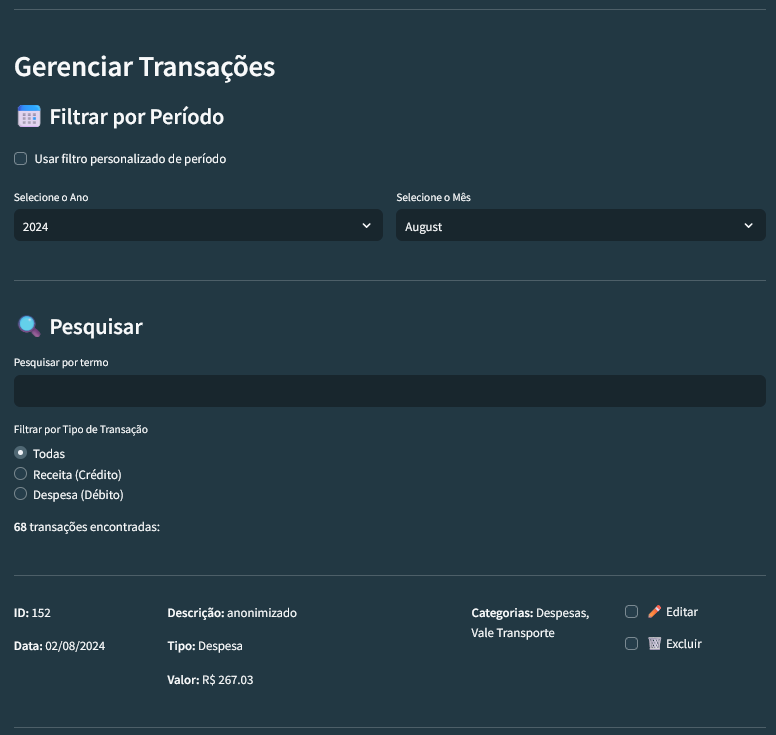 Gerenciar Transações
Filtrar por Período
Usar filtro personalizado de período
Selecione o Ano
Selecione o Mês
2024
August
Pesquisar
Pesquisar por termo
Filtrar por Tipo de Transação
Todas
Receita (Crédito)
Despesa (Débito)
68 transações encontradas:
ID: 152
Data: 02/08/2024
Descrição: anonimizado
Tipo: Despesa
Valor: R$ 267.03
Categorias: Despesas,
Vale Transporte
Editar
Excluir